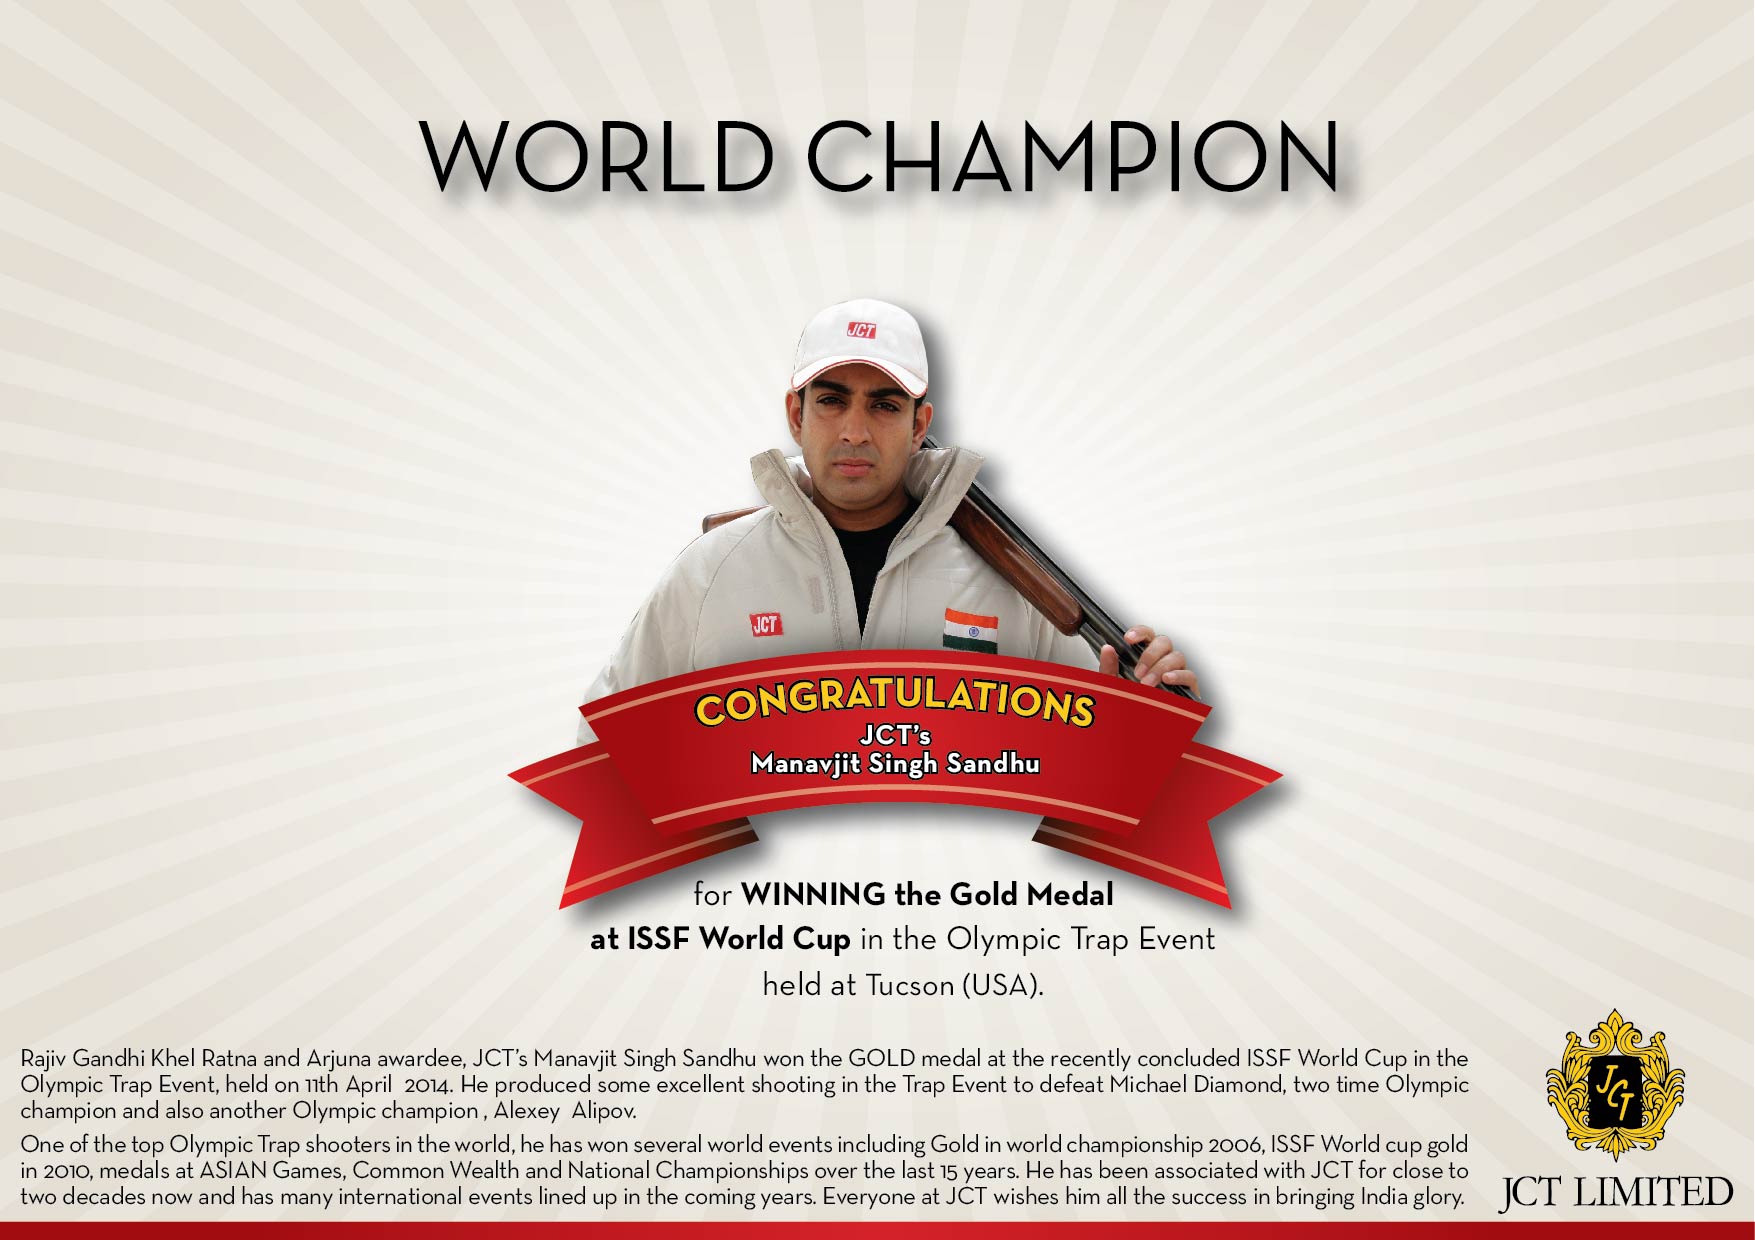 WORLD CHAMPION
JCT
JCT
CONGRATULATIONS
JCT's
Manavjit Singh Sandhu
for WINNING the Gold Medal
at ISSF World Cup in the Olympic Trap Event
held at Tucson (USA).
Rajiv Gandhi Khel Ratna and Arjuna awardee, JCT's Manavjit Singh Sandhu won the GOLD medal at the recently concluded ISSF World Cup in the
Olympic Trap Event, held on 11th April 2014. He produced some excellent shooting in the Trap Event to defeat Michael Diamond, two time Olympic
champion and also another Olympic champion , Alexey Alipov.
One of the top Olympic Trap shooters in the world, he has won several world events including Gold in world championship 2006, ISSF World cup gold
in 2010, medals at ASIAN Games, Common Wealth and National Championships over the last 15 years. He has been associated with JCT for close to
two decades now and has many international events lined up in the coming years. Everyone at JCT wishes him all the success in bringing India glory.
JCT
JCT LIMITED